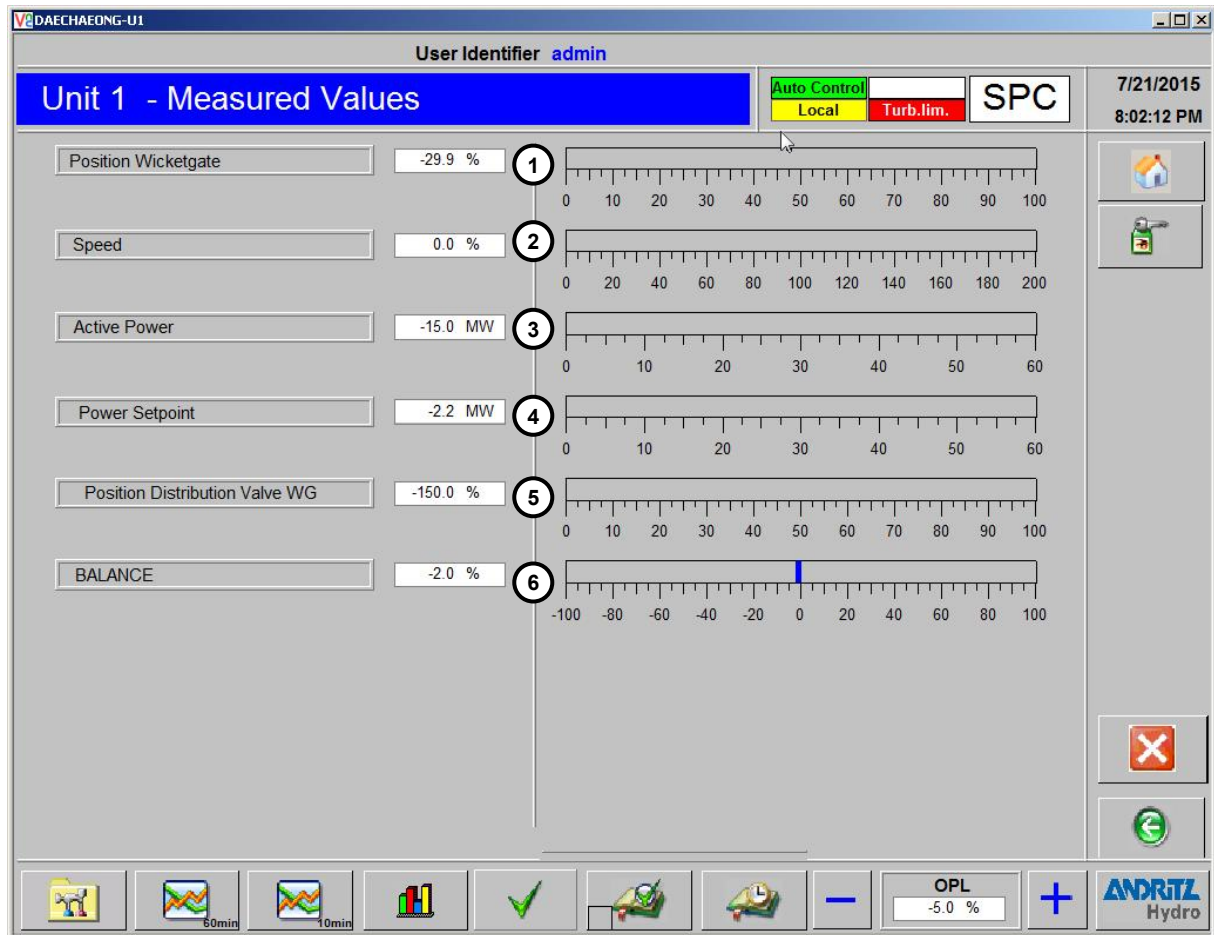 DAECHAEONG-U1
User Identifier admin
Unit 1 - Measured Values
Auto Control
Local Turb.lim.
SPC
7/21/2015
8:02:12 PM
Position Wicketgate -29.9 % 1
0 10 20 30 40 50 60 70 80 90 100
Speed 0.0 % 2
0 20 40 60 80 100 120 140 160 180 200
Active Power -15.0 MW 3
0 10 20 30 40 50 60
Power Setpoint -2.2 MW 4
0 10 20 30 40 50 60
Position Distribution Valve WG -150.0 % 5
0 10 20 30 40 50 60 70 80 90 100
BALANCE -2.0 % 6
-100 -80 -60 -40 -20 0 20 40 60 80 100
60min
10min
OPL
-5.0 %
ANDRITZ
Hydro